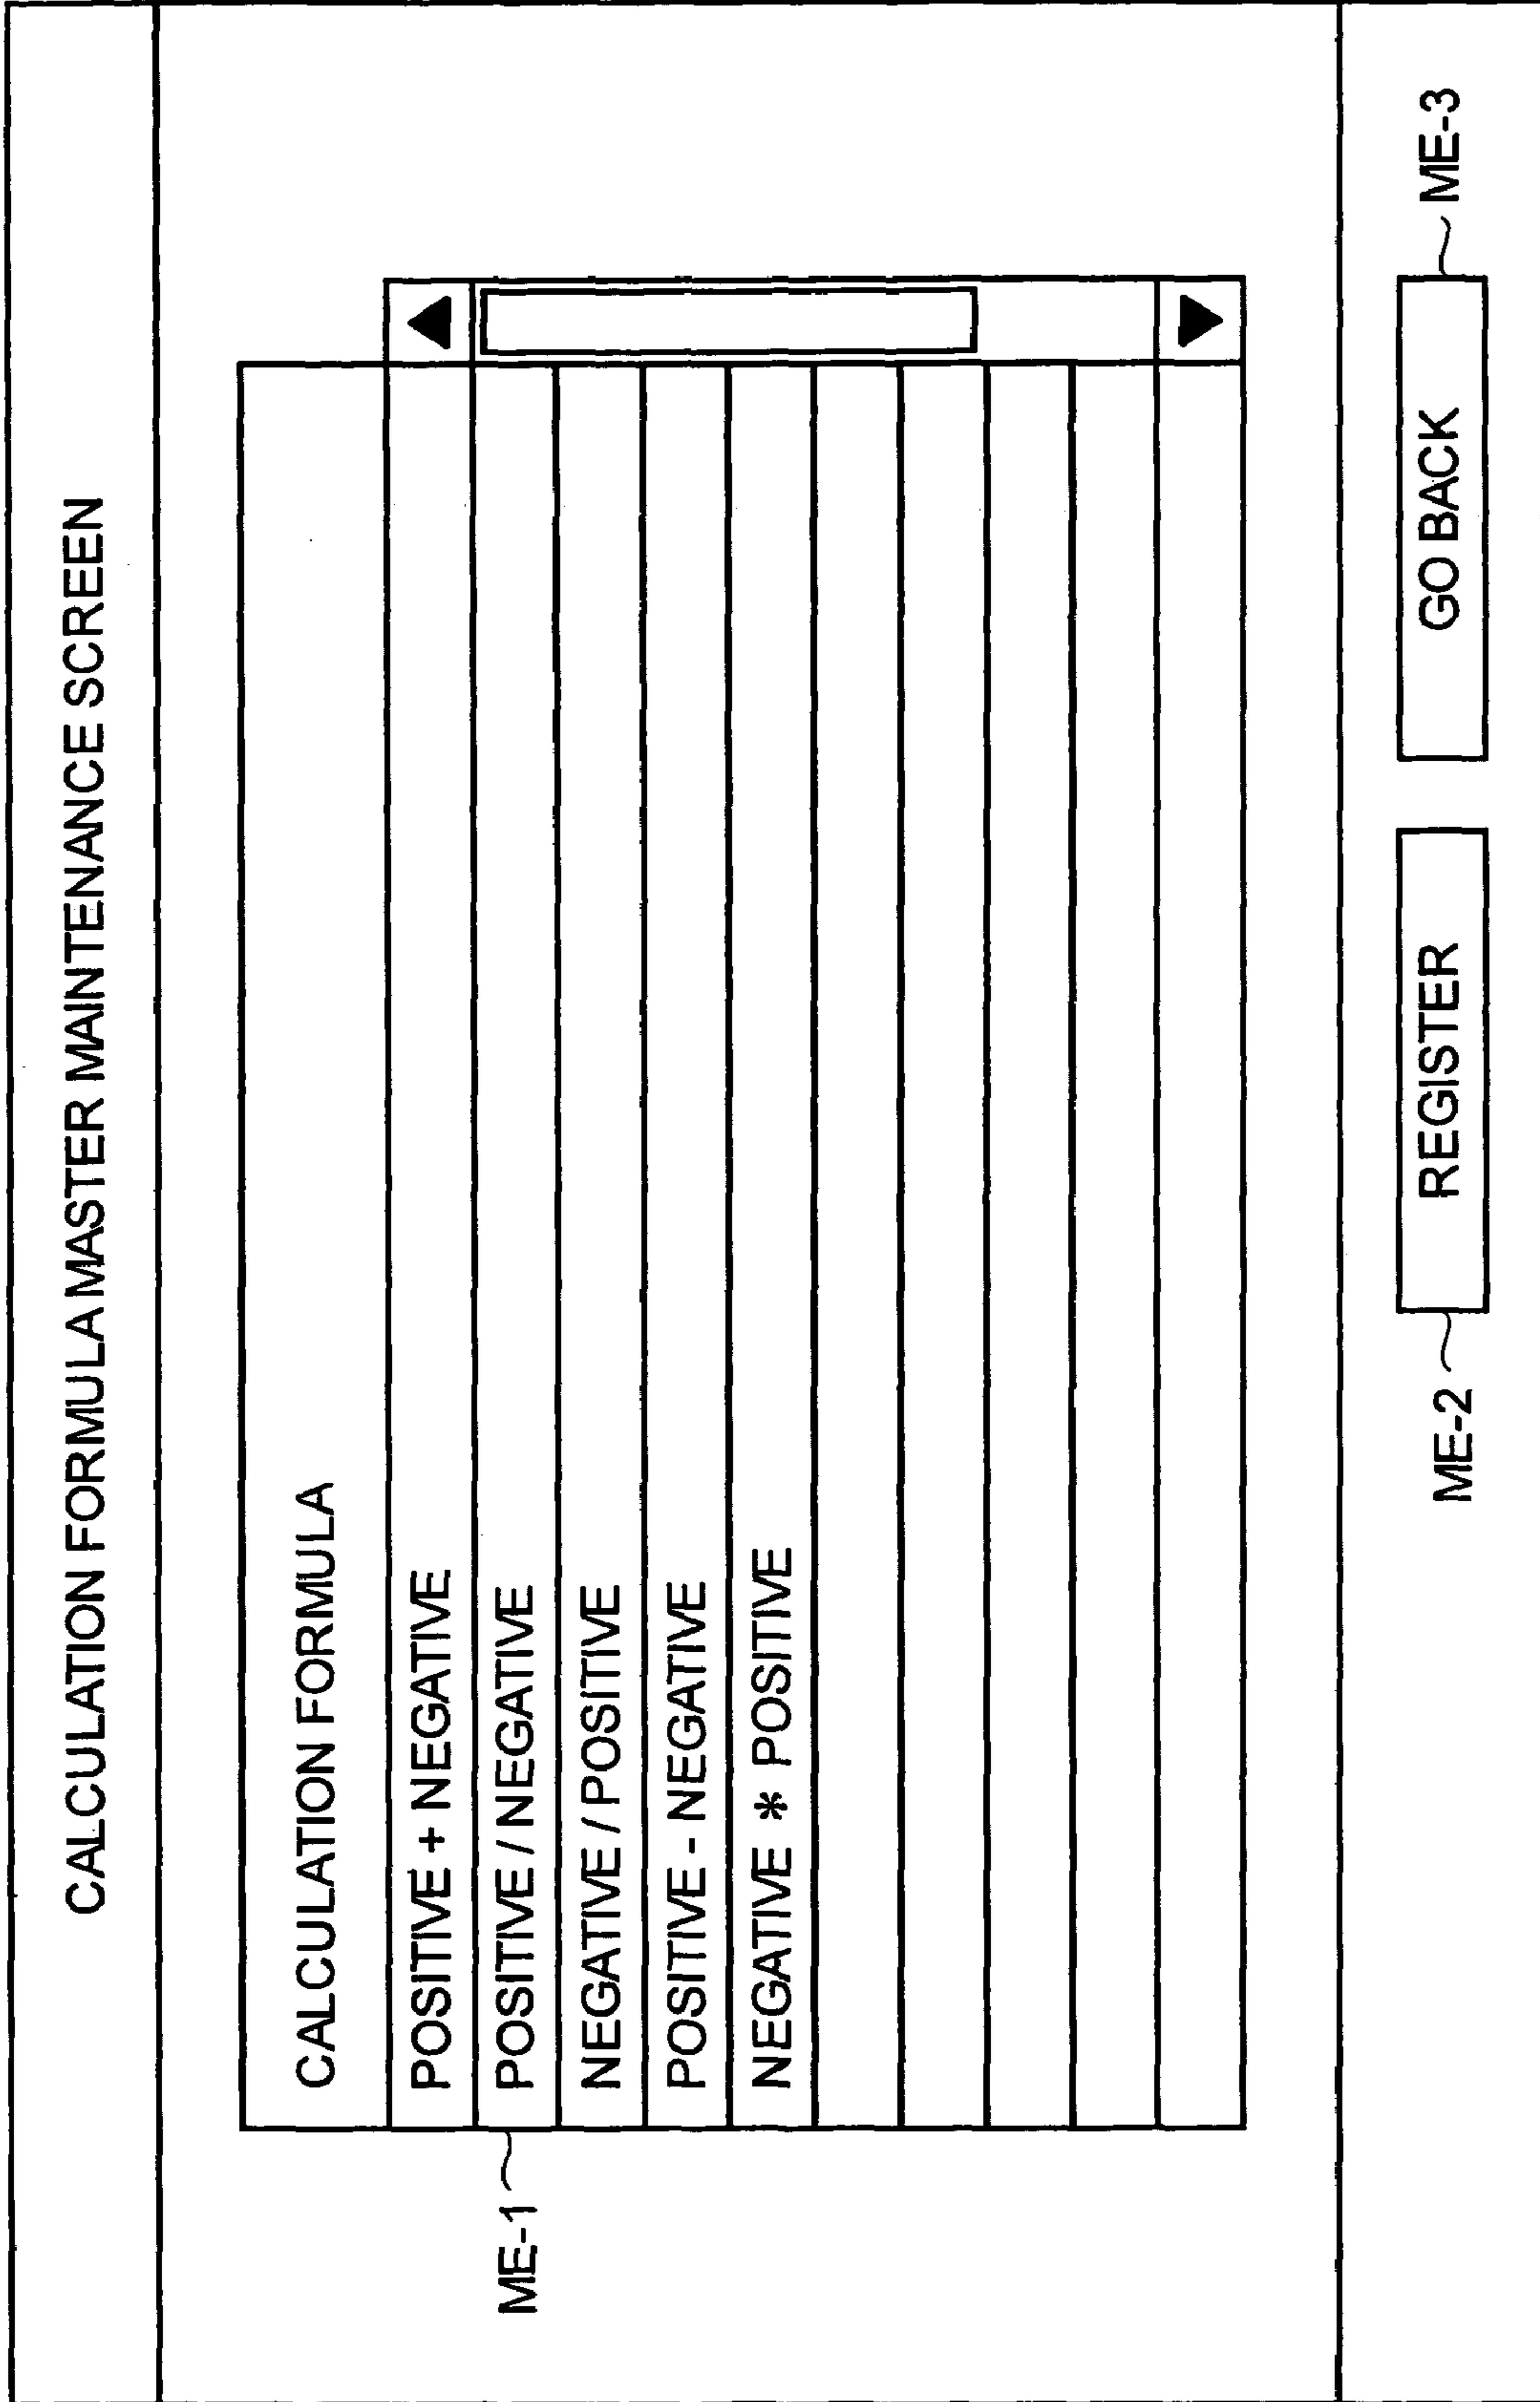 CALCULATION FORMULA MASTER MAINTENANCE SCREEN
CALCULATION FORMULA
POSITIVE + NEGATIVE
ME-1
POSITIVE / NEGATIVE
NEGATIVE / POSITIVE
POSITIVE - NEGATIVE
NEGATIVE * POSITIVE
ME-2 REGISTER GO BACK ME-3